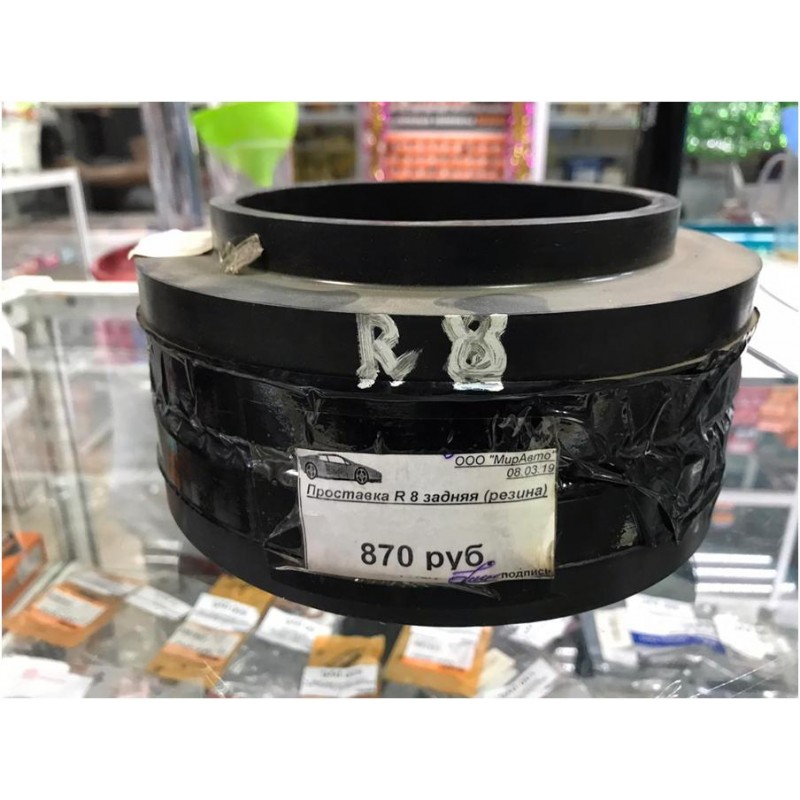 R 8
ООО "МирАвто"
08.03.19
Проставка R 8 задняя (резина)
870 руб
подпись